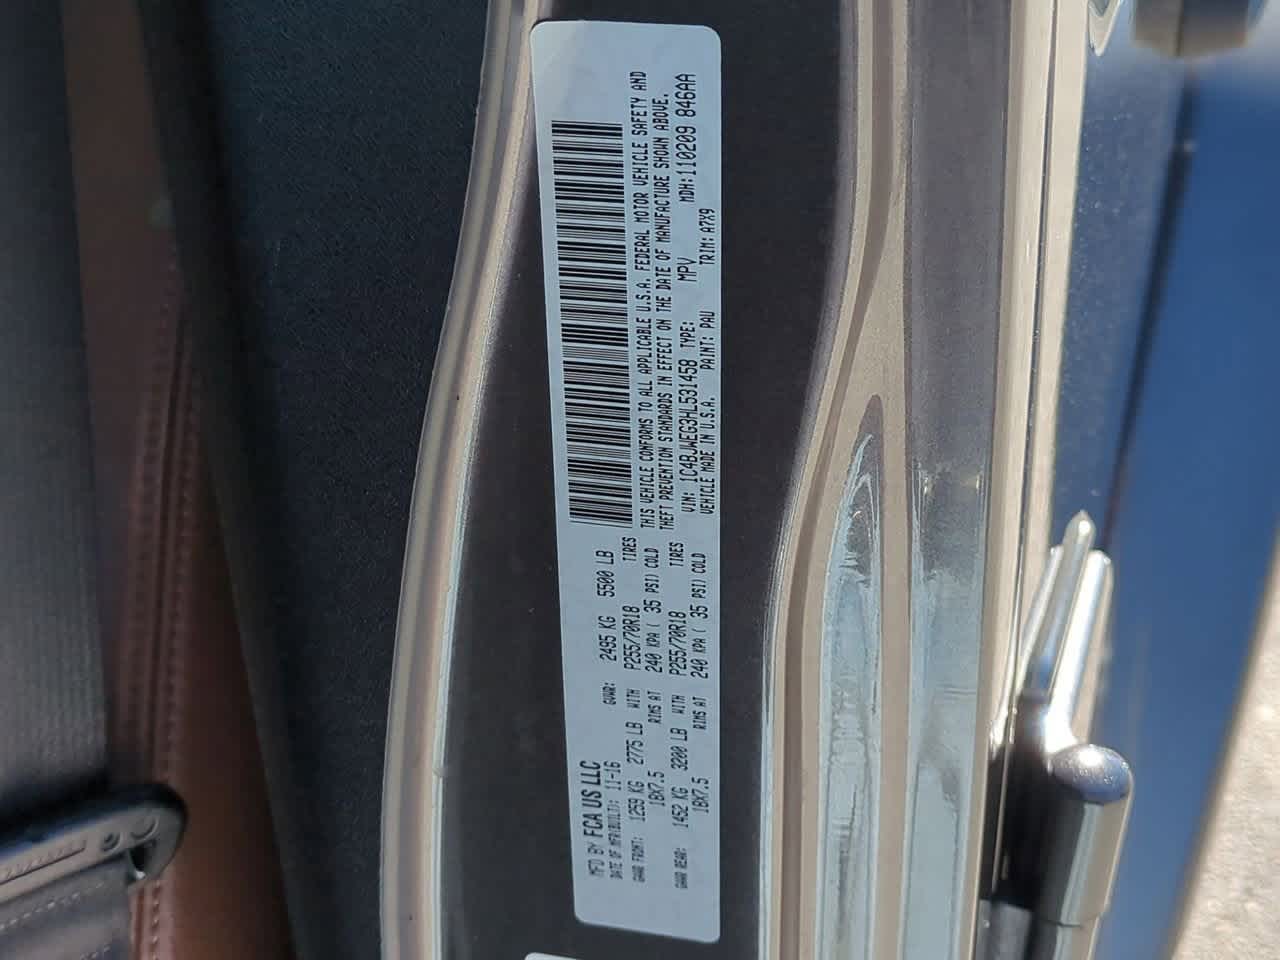 MFD BY FCA US LLC
DATE OF MFR(BUILT): 11-16 GVWR: 2495 KG 5500 LB
GAWR FRONT: 1259 KG 2775 LB WITH P255/70R18 TIRES
18X7.5 RIMS AT 240 KPA ( 35 PSI) COLD
GAWR REAR: 1452 KG 3200 LB WITH P255/70R18 TIRES
18X7.5 RIMS AT 240 KPA ( 35 PSI) COLD
THIS VEHICLE CONFORMS TO ALL APPLICABLE U.S.A. FEDERAL MOTOR VEHICLE SAFETY AND
THEFT PREVENTION STANDARDS IN EFFECT ON THE DATE OF MANUFACTURE SHOWN ABOVE.
VIN: 1C4BJWEG3HL531458 TYPE: MPV MDH:110209 846AA
VEHICLE MADE IN U.S.A. PAINT: PAU TRIM: A7X9